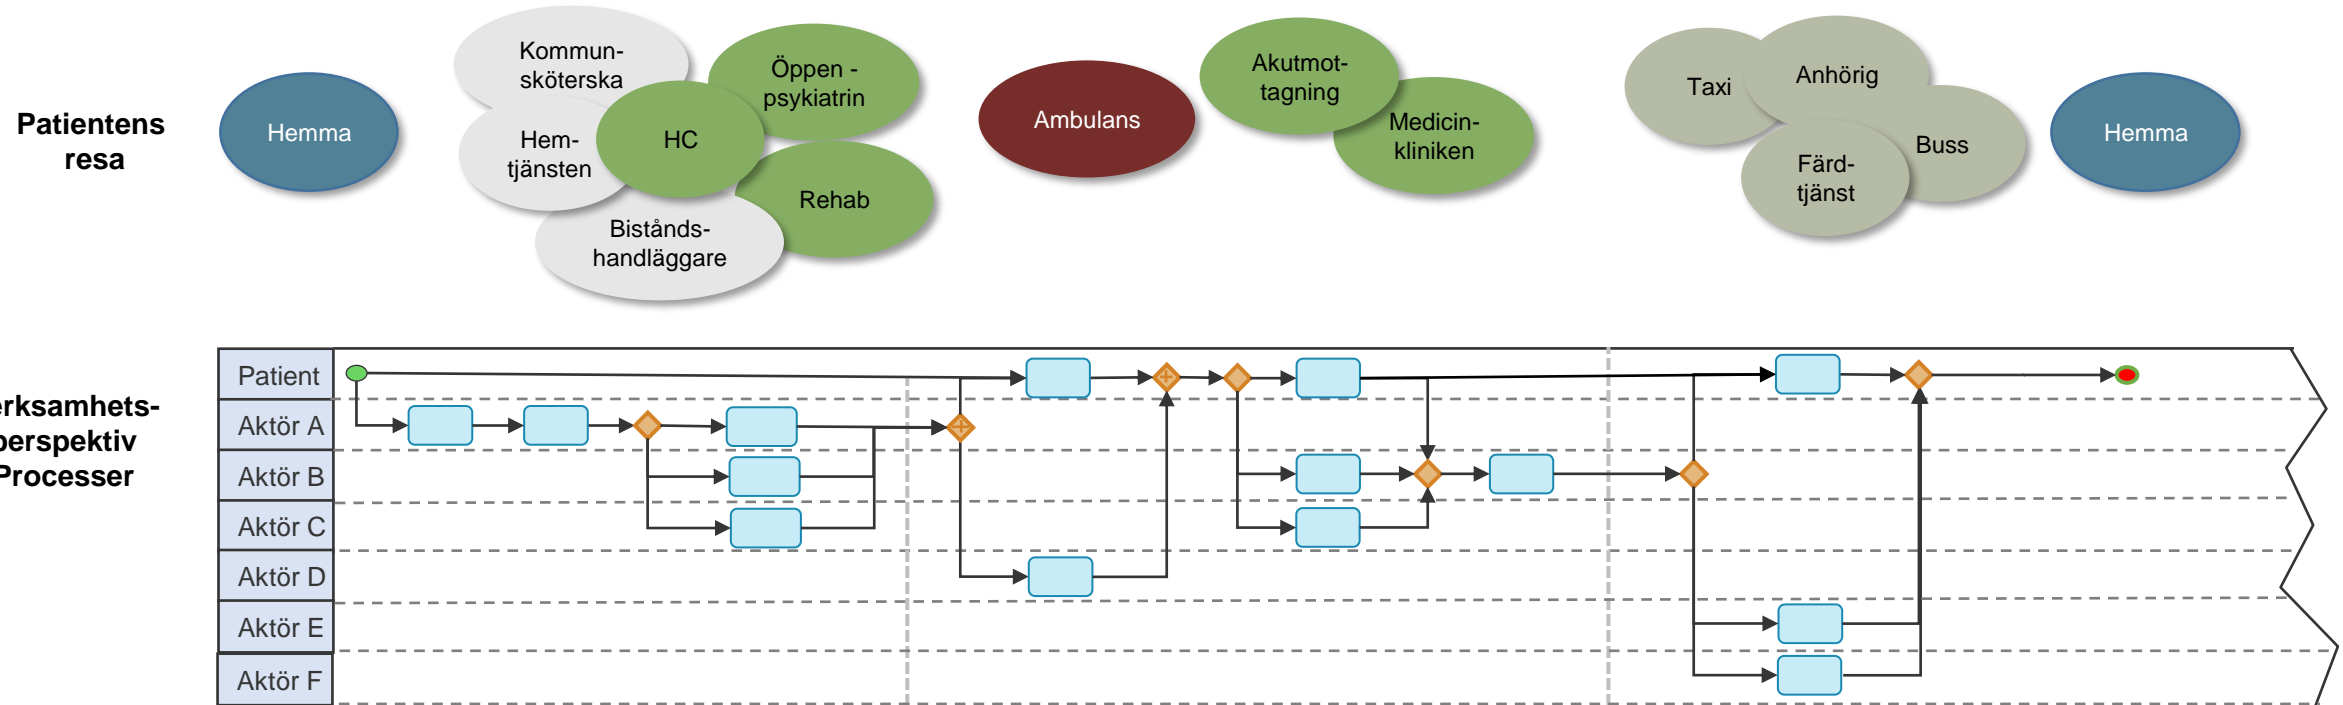 Patientens
resa
Hemma
Kommun-
sköterska
Hem-
tjänsten
HC
Öppen -
psykiatrin
Rehab
Bistånds-
handläggare
Ambulans
Akutmot-
tagning
Medicin-
kliniken
Taxi
Anhörig
Buss
Färd-
tjänst
Hemma
erksamhets-
perspektiv
Processer
Patient
Aktör A
Aktör B
Aktör C
Aktör D
Aktör E
Aktör F